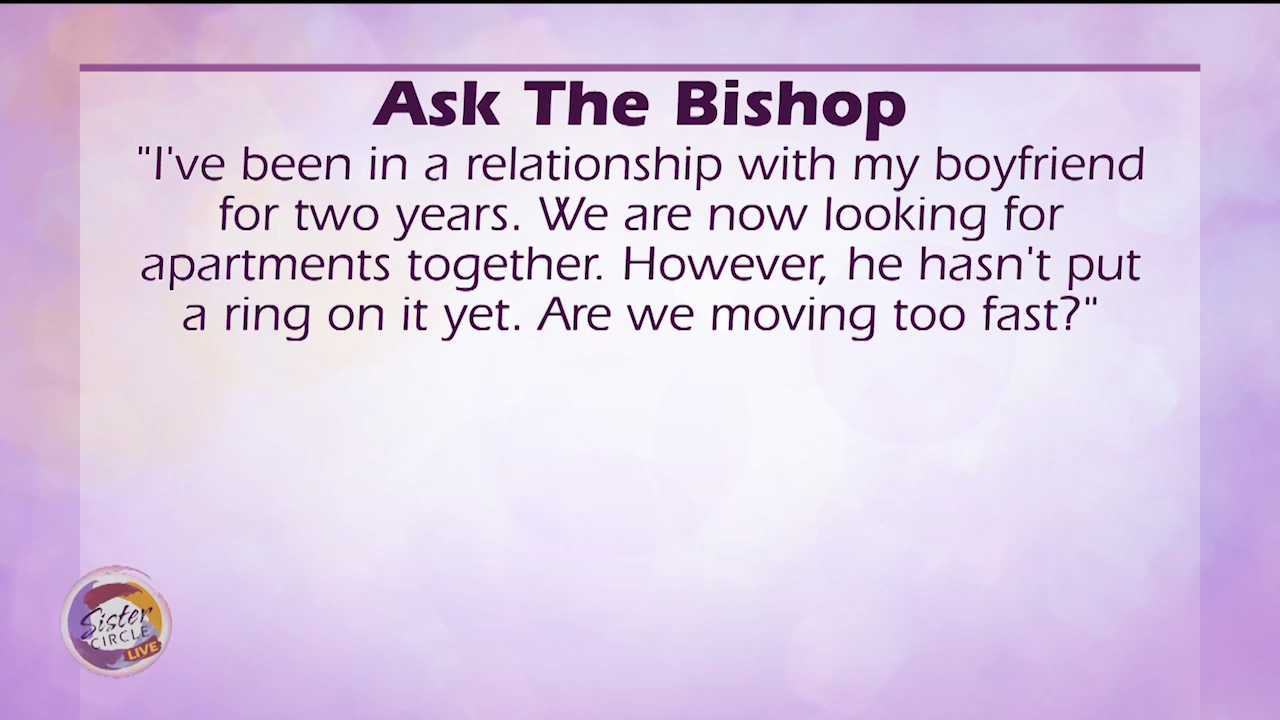 Ask The Bishop
"I've been in a relationship with my boyfriend
for two years. We are now looking for
apartments together. However, he hasn't put
a ring on it yet. Are we moving too fast?"
Sister
CIRCLE
LIVE